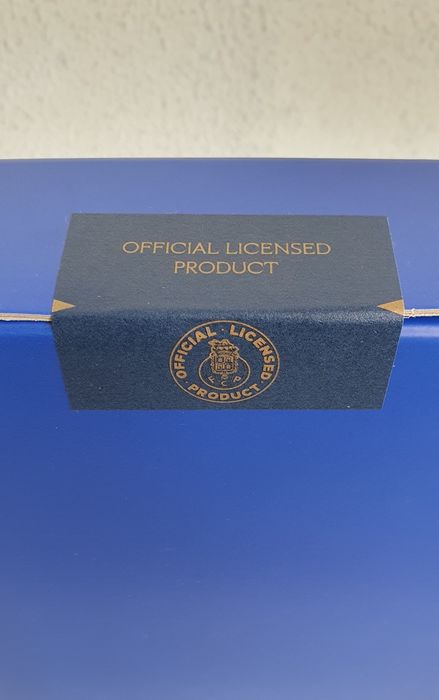 OFFICIAL LICENSED
PRODUCT
OFFICIAL · LICENSED
· PRODUCT ·
F C P